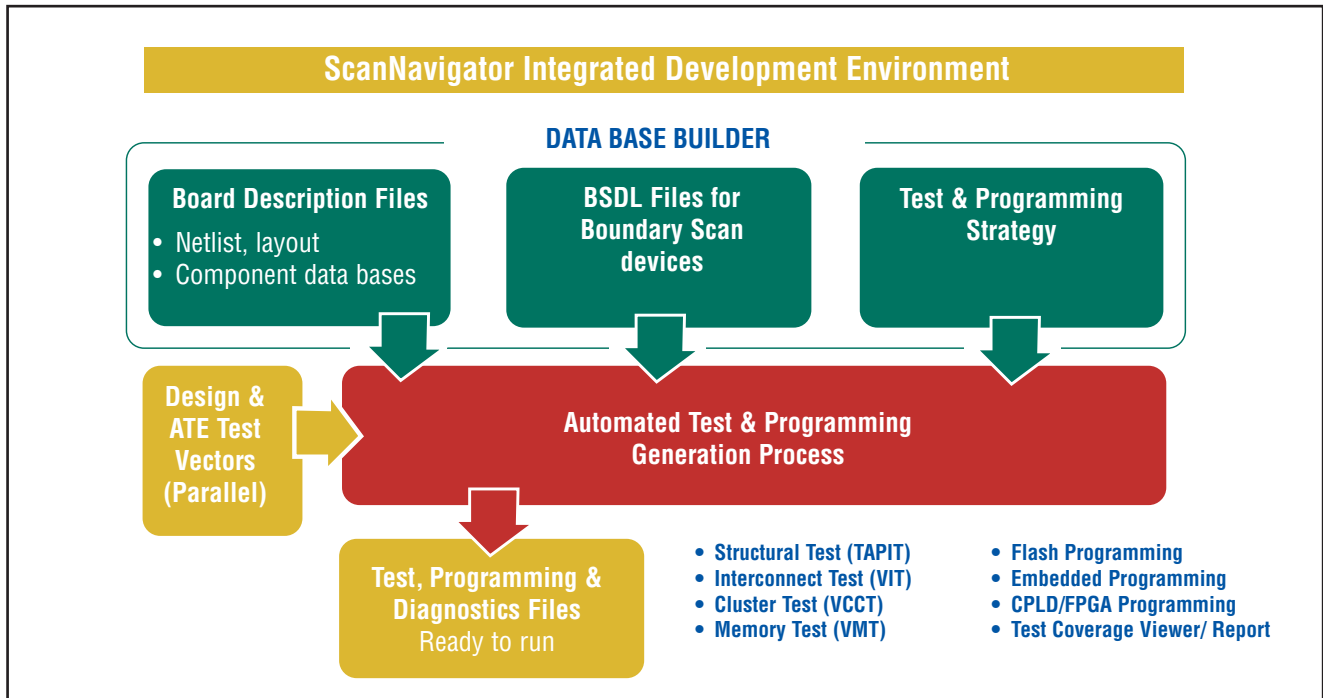 ScanNavigator Integrated Development Environment
DATA BASE BUILDER
Board Description Files
• Netlist, layout
• Component data bases
BSDL Files for
Boundary Scan
devices
Test & Programming
Strategy
Design &
ATE Test
Vectors
(Parallel)
Automated Test & Programming
Generation Process
Test, Programming &
Diagnostics Files
Ready to run
• Structural Test (TAPIT)
• Interconnect Test (VIT)
• Cluster Test (VCCT)
• Memory Test (VMT)
• Flash Programming
• Embedded Programming
• CPLD/FPGA Programming
• Test Coverage Viewer/ Report